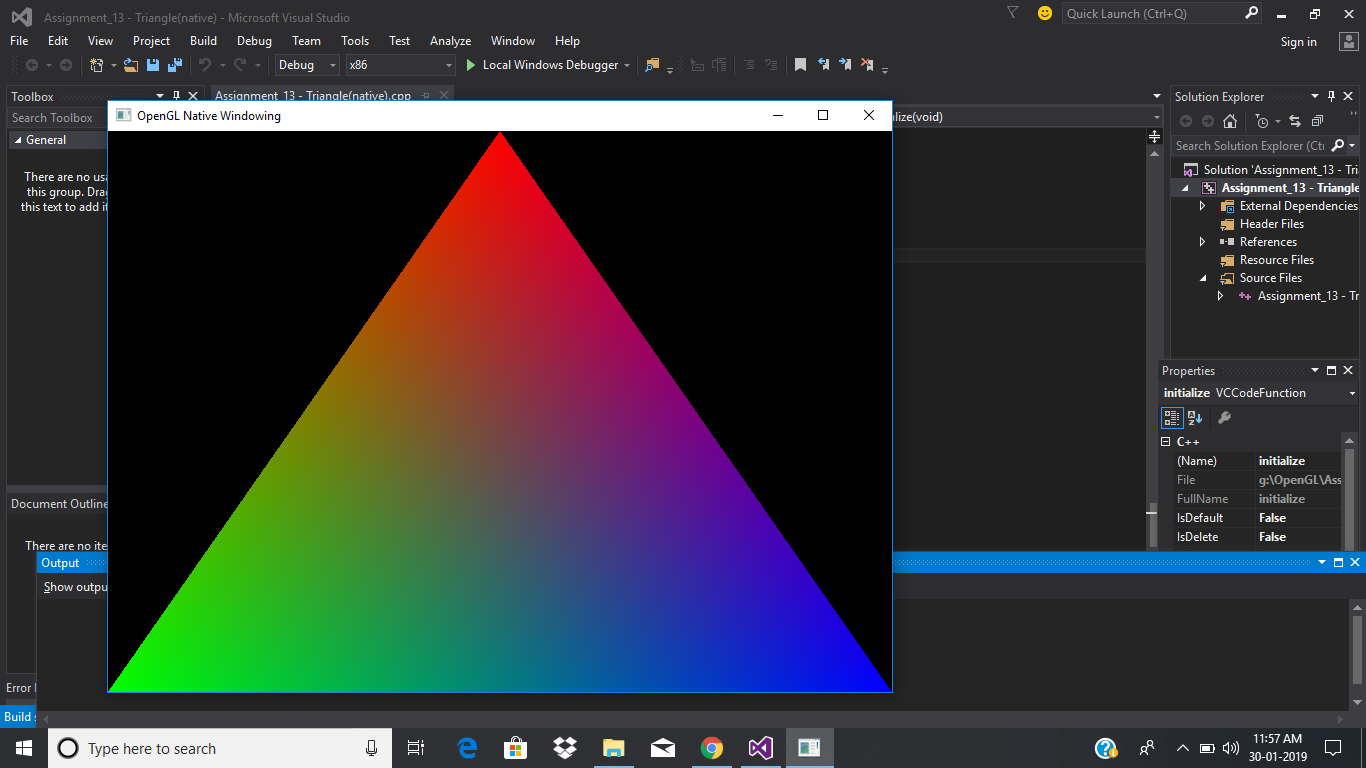 Assignment_13 - Triangle(native) - Microsoft Visual Studio
Quick Launch (Ctrl+Q)
File Edit View Project Build Debug Team Tools Test Analyze Window Help
Sign in
Debug x86 Local Windows Debugger
Toolbox
Assignment_13 - Triangle(native).cpp
Search Toolbox
General
There are no usa
this group. Drag
this text to add it
OpenGL Native Windowing
alize(void)
Solution Explorer
Search Solution Explorer (Ctr
Solution 'Assignment_13 - Tri
Assignment_13 - Triangle
External Dependencies
Header Files
References
Resource Files
Source Files
Assignment_13 - Tr
Properties
initialize VCCodeFunction
C++
(Name) initialize
File g:\OpenGL\Ass
FullName initialize
IsDefault False
IsDelete False
Document Outline
There are no ite
Output
Show outpu
Error
Build s
Type here to search
11:57 AM
30-01-2019